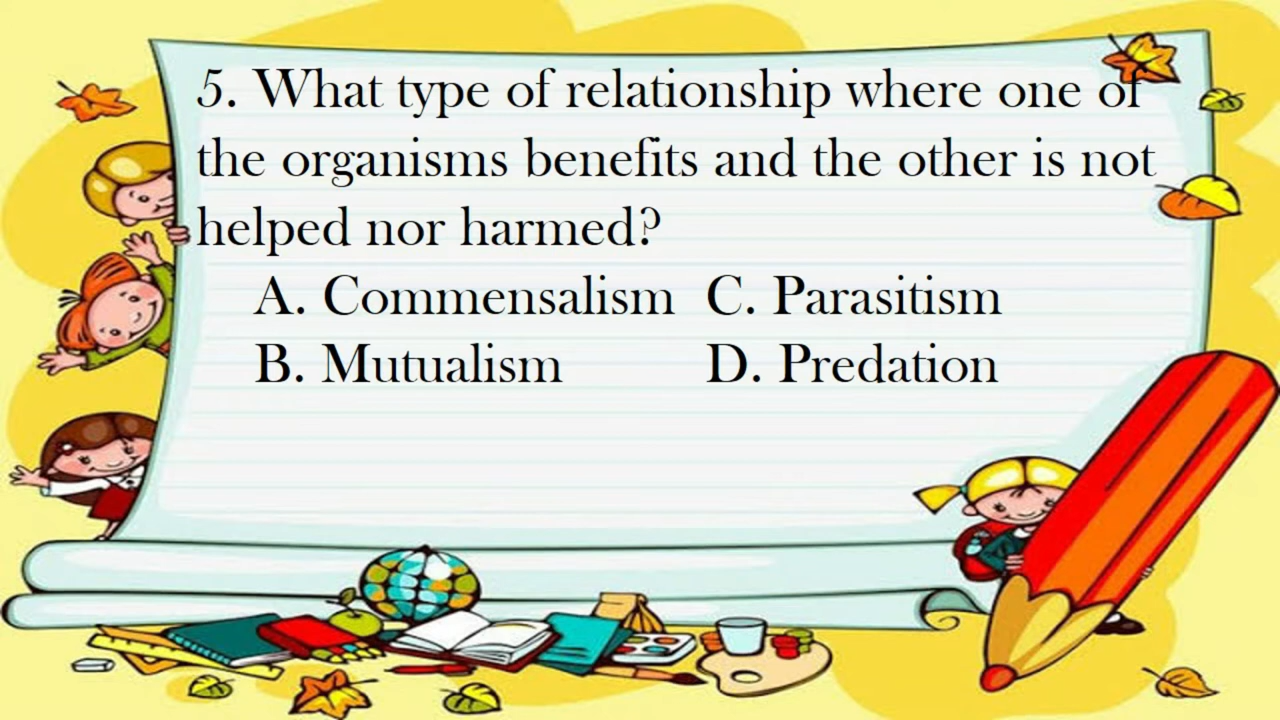 5. What type of relationship where one of
the organisms benefits and the other is not
helped nor harmed?
A. Commensalism C. Parasitism
B. Mutualism D. Predation